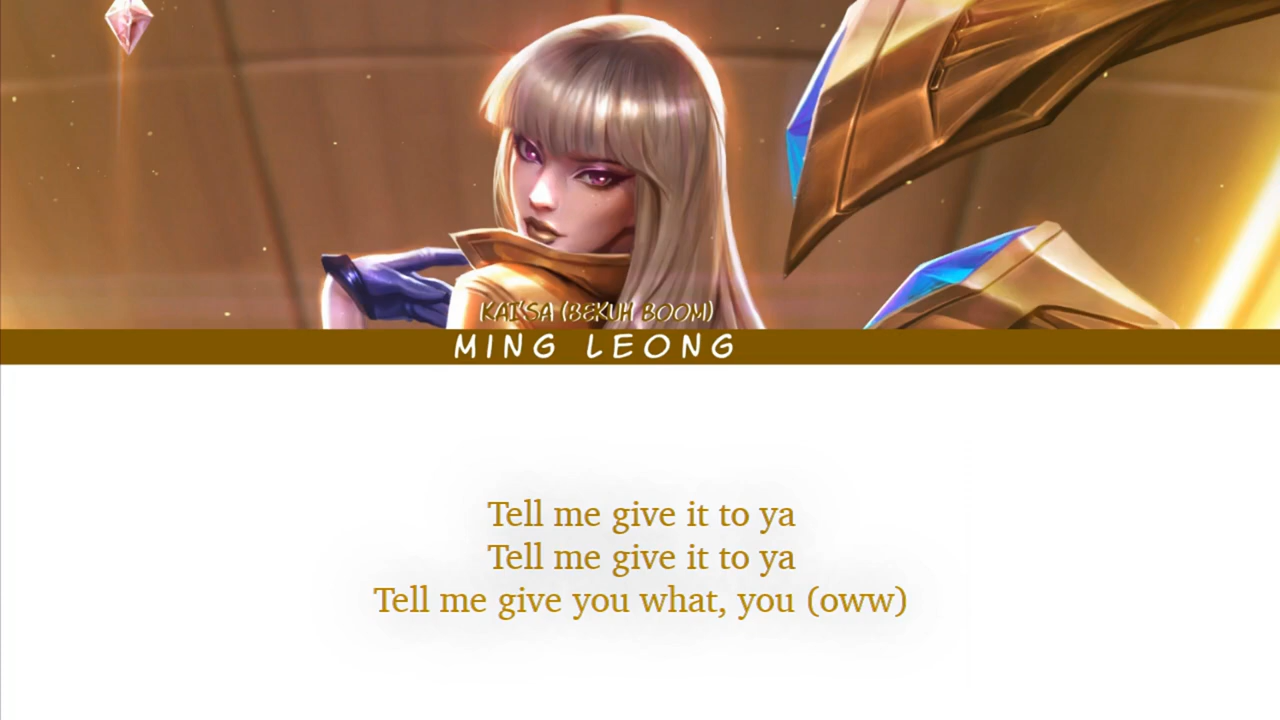 KAI'SA (BEKUH BOOM)
MING LEONG
Tell me give it to ya
Tell me give it to ya
Tell me give you what, you (oww)